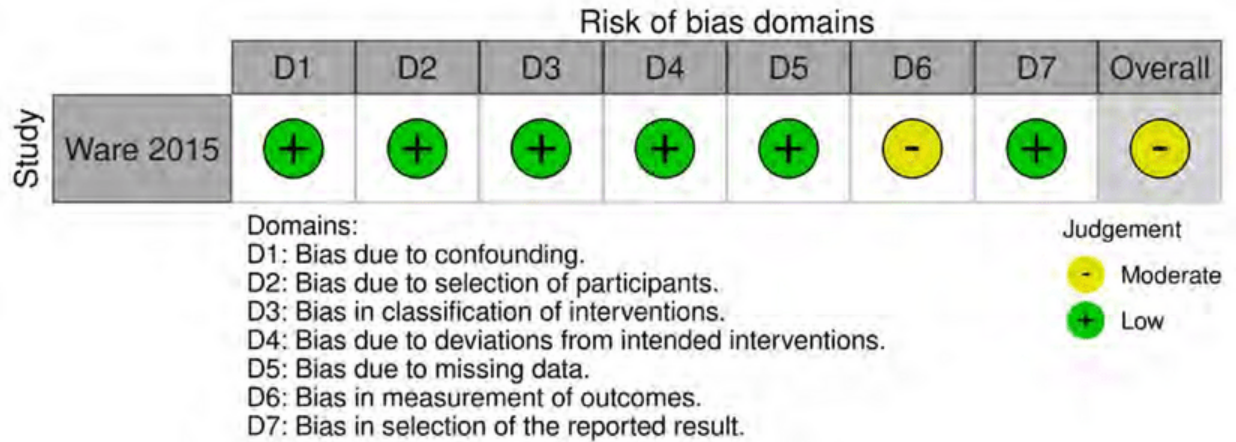 Risk of bias domains
D1 D2 D3 D4 D5 D6 D7 Overall
Study
Ware 2015 + + + + + - + -
Domains:
D1: Bias due to confounding.
D2: Bias due to selection of participants.
D3: Bias in classification of interventions.
D4: Bias due to deviations from intended interventions.
D5: Bias due to missing data.
D6: Bias in measurement of outcomes.
D7: Bias in selection of the reported result.
Judgement
- Moderate
+ Low